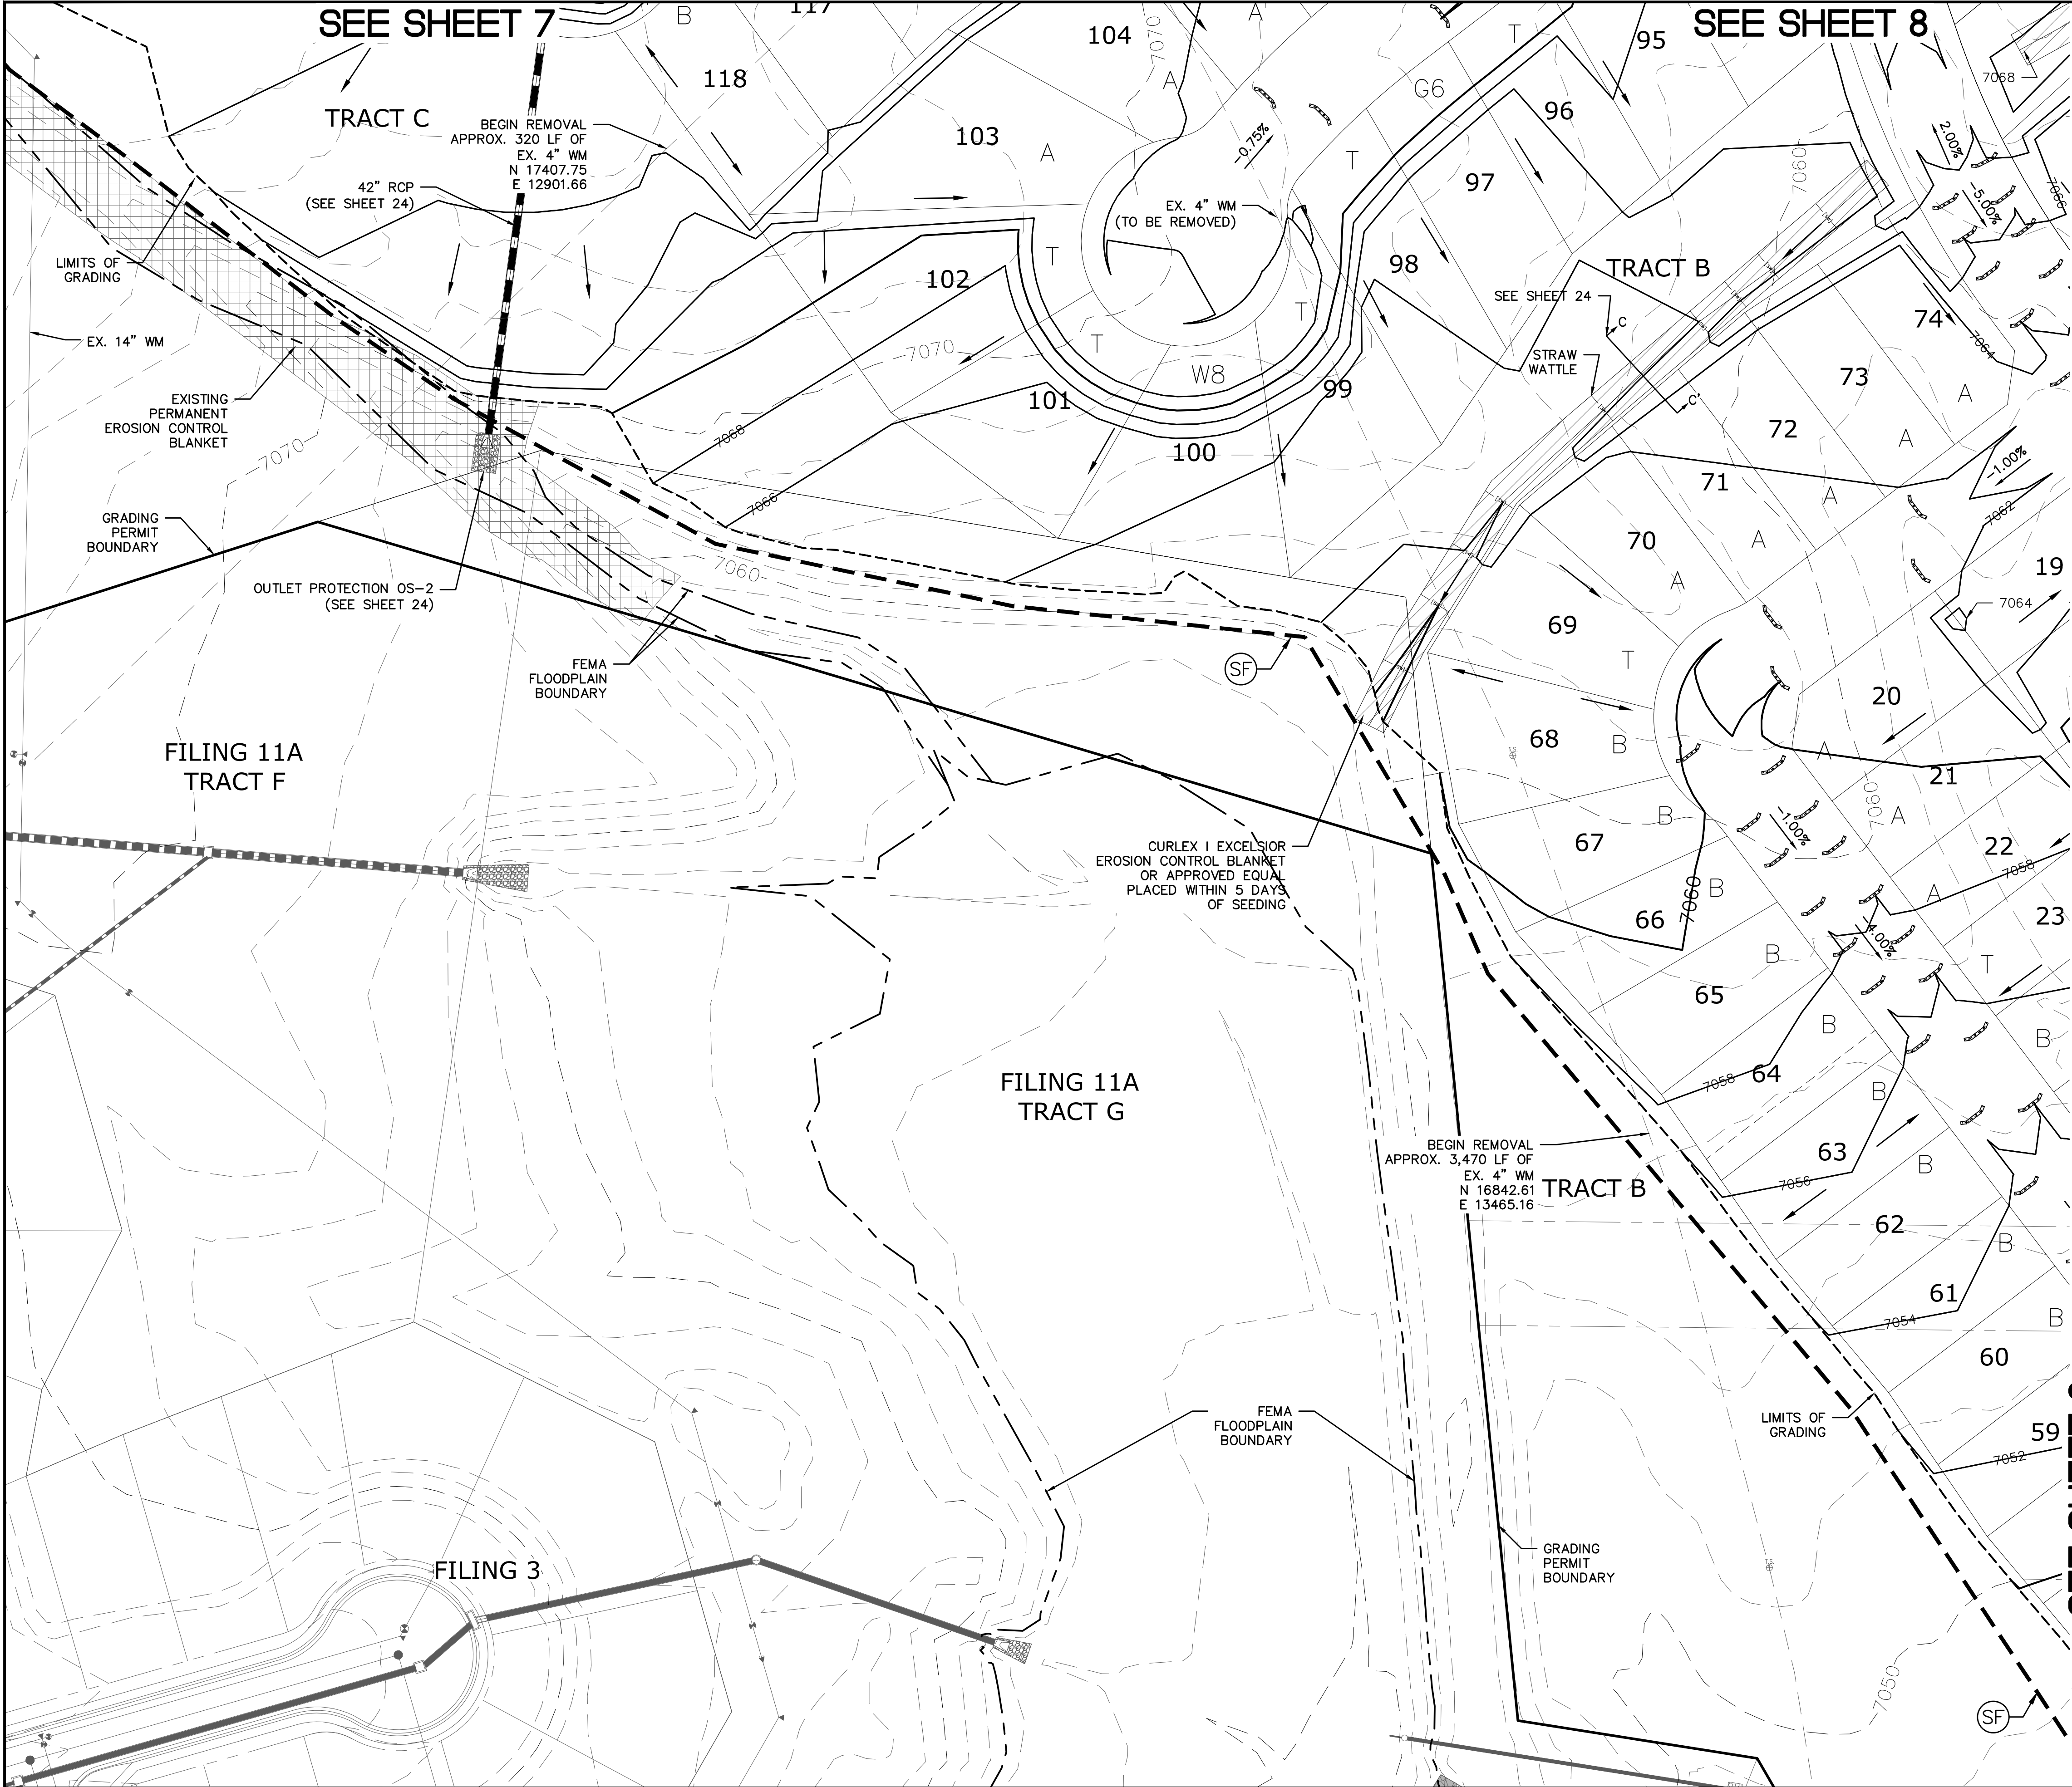 SEE SHEET 7
SEE SHEET 8
B
117
104
7070
A
T
95
7068
118
TRACT C
BEGIN REMOVAL
APPROX. 320 LF OF
EX. 4" WM
N 17407.75
E 12901.66
103
A
A
-0.75%
G6
96
2.00%
-5.00%
7066
42" RCP
(SEE SHEET 24)
EX. 4" WM
(TO BE REMOVED)
T
97
7060
LIMITS OF
GRADING
102
T
T
98
TRACT B
SEE SHEET 24
C
C'
STRAW
WATTLE
74
7064
EX. 14" WM
7070
T
W8
99
73
A
EXISTING
PERMANENT
EROSION CONTROL
BLANKET
7070
101
7068
100
72
A
-1.00%
71
A
7062
7066
GRADING
PERMIT
BOUNDARY
70
A
A
19
7060
OUTLET PROTECTION OS-2
(SEE SHEET 24)
7064
69
T
FEMA
FLOODPLAIN
BOUNDARY
SF
20
FILING 11A
TRACT F
68
B
A
21
7060
A
-1.00%
CURLEX I EXCELSIOR
EROSION CONTROL BLANKET
OR APPROVED EQUAL
PLACED WITHIN 5 DAYS
OF SEEDING
67
B
22
7058
66
7060
B
A
23
B
-4.00%
T
65
B
B
FILING 11A
TRACT G
7058
64
B
BEGIN REMOVAL
APPROX. 3,470 LF OF
EX. 4" WM
N 16842.61
E 13465.16
TRACT B
63
B
7056
62
B
61
7054
B
60
FEMA
FLOODPLAIN
BOUNDARY
LIMITS OF
GRADING
59
7052
FILING 3
GRADING
PERMIT
BOUNDARY
7050
SF